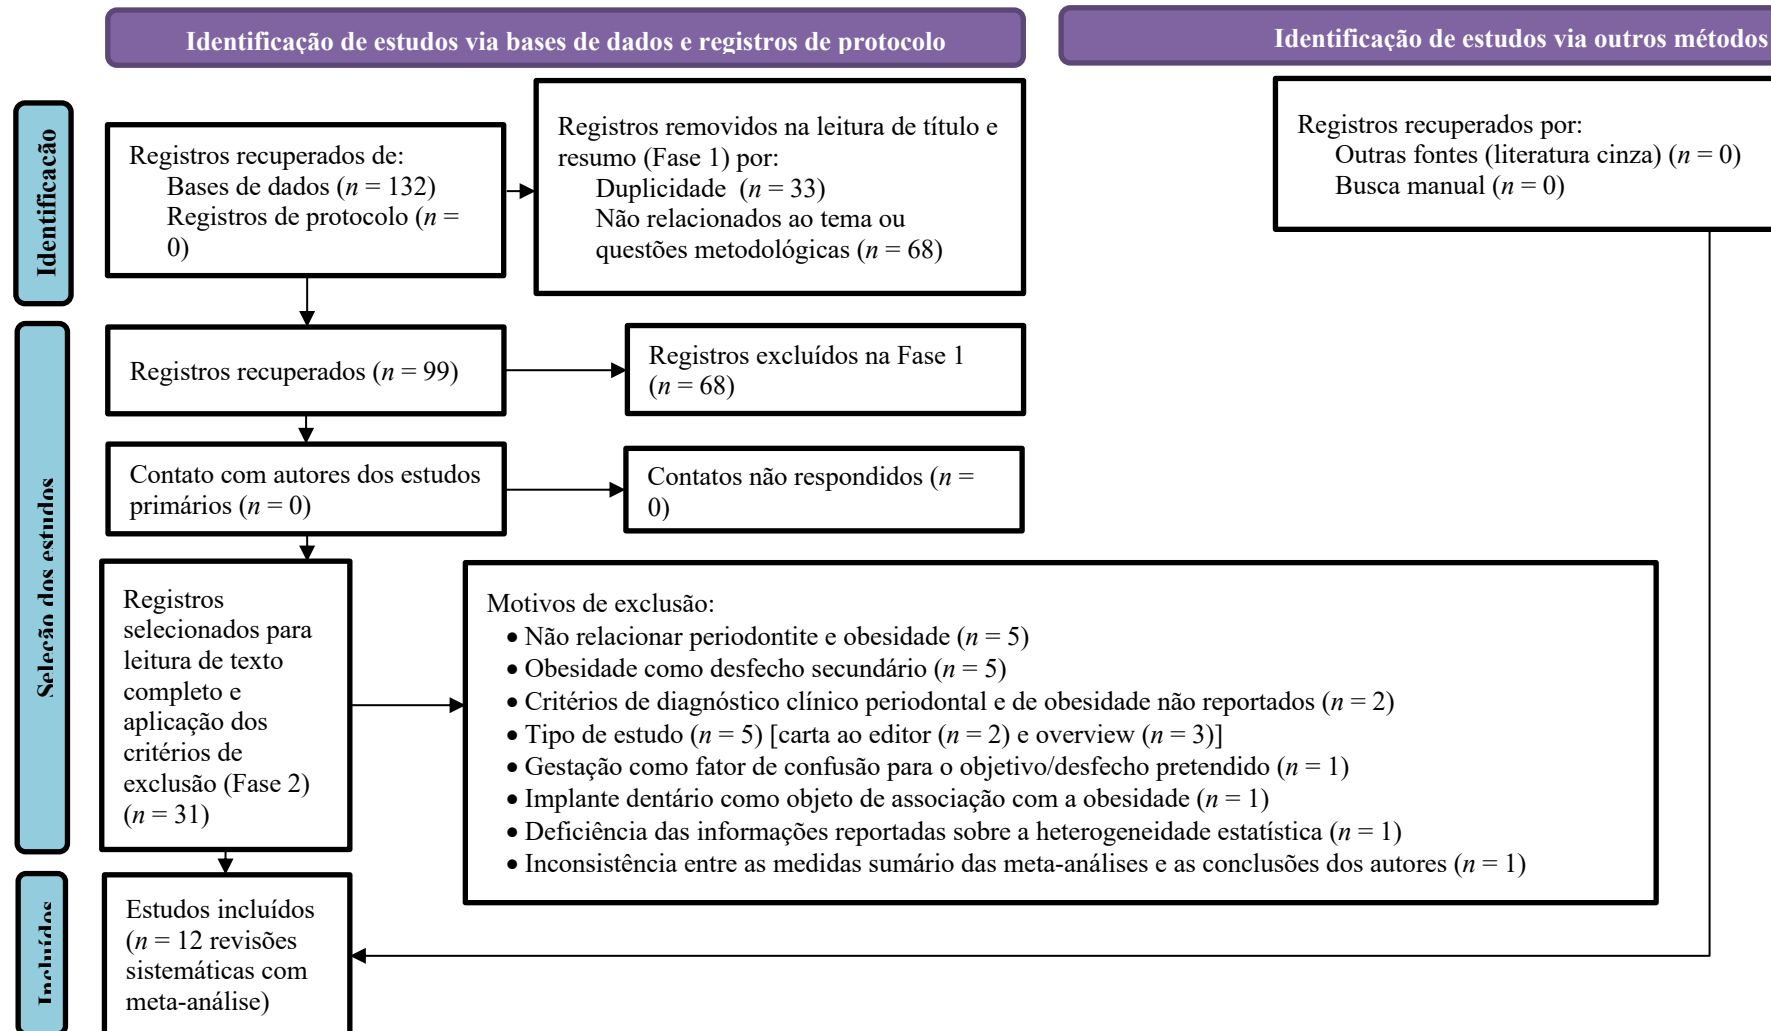 Identificação de estudos via bases de dados e registros de protocolo
Identificação de estudos via outros métodos
Identificação
Registros recuperados de:
Bases de dados (n = 132)
Registros de protocolo (n =
0)
Registros removidos na leitura de título e
resumo (Fase 1) por:
Duplicidade (n = 33)
Não relacionados ao tema ou
questões metodológicas (n = 68)
Registros recuperados por:
Outras fontes (literatura cinza) (n = 0)
Busca manual (n = 0)
Seleção dos estudos
Registros recuperados (n = 99)
Registros excluídos na Fase 1
(n = 68)
Contato com autores dos estudos
primários (n = 0)
Contatos não respondidos (n =
0)
Registros
selecionados para
leitura de texto
completo e
aplicação dos
critérios de
exclusão (Fase 2)
(n = 31)
Motivos de exclusão:
• Não relacionar periodontite e obesidade (n = 5)
• Obesidade como desfecho secundário (n = 5)
• Critérios de diagnóstico clínico periodontal e de obesidade não reportados (n = 2)
• Tipo de estudo (n = 5) [carta ao editor (n = 2) e overview (n = 3)]
• Gestação como fator de confusão para o objetivo/desfecho pretendido (n = 1)
• Implante dentário como objeto de associação com a obesidade (n = 1)
• Deficiência das informações reportadas sobre a heterogeneidade estatística (n = 1)
• Inconsistência entre as medidas sumário das meta-análises e as conclusões dos autores (n = 1)
Incluídos
Estudos incluídos
(n = 12 revisões
sistemáticas com
meta-análise)